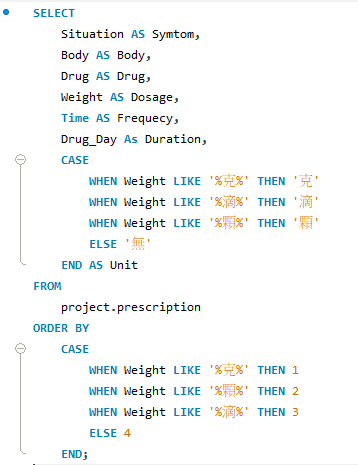 SELECT
Situation AS Symtom,
Body AS Body,
Drug AS Drug,
Weight AS Dosage,
Time AS Frequecy,
Drug_Day AS Duration,
CASE
WHEN Weight LIKE '%克%' THEN '克'
WHEN Weight LIKE '%滴%' THEN '滴'
WHEN Weight LIKE '%顆%' THEN '顆'
ELSE '無'
END AS Unit
FROM
project.prescription
ORDER BY
CASE
WHEN Weight LIKE '%克%' THEN 1
WHEN Weight LIKE '%顆%' THEN 2
WHEN Weight LIKE '%滴%' THEN 3
ELSE 4
END;